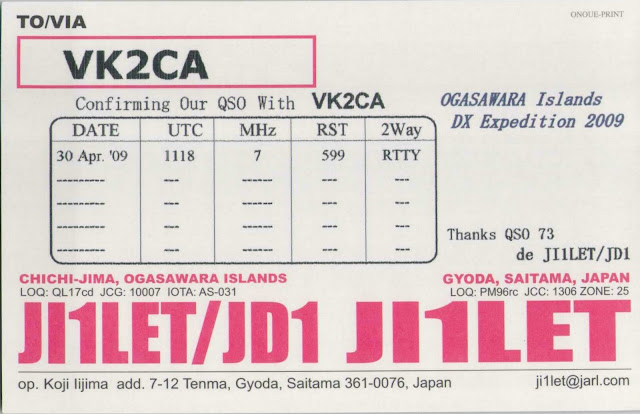 TO/VIA
ONOUE-PRINT
VK2CA
Confirming Our QSO With VK2CA
OGASAWARA Islands
DX Expedition 2009
DATE UTC MHz RST 2Way
30 Apr. '09 1118 7 599 RTTY
--------- --- --- --- ---
--------- --- --- --- ---
--------- --- --- --- ---
--------- --- --- --- ---
Thanks QSO 73
de JI1LET/JD1
CHICHI-JIMA, OGASAWARA ISLANDS
LOQ: QL17cd JCG: 10007 IOTA: AS-031
GYODA, SAITAMA, JAPAN
LOQ: PM96rc JCC: 1306 ZONE: 25
JI1LET/JD1 JI1LET
op. Koji Iijima add. 7-12 Tenma, Gyoda, Saitama 361-0076, Japan
ji1let@jarl.com